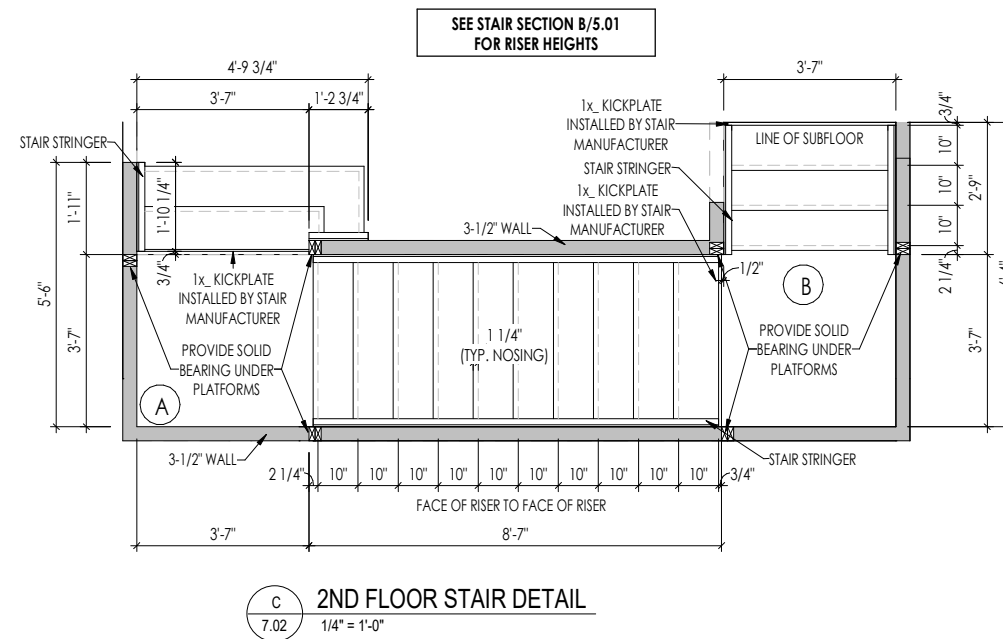 SEE STAIR SECTION B/5.01
FOR RISER HEIGHTS
4'-9 3/4"
3'-7"
1'-2 3/4"
3'-7"
STAIR STRINGER
1x_ KICKPLATE
INSTALLED BY STAIR
MANUFACTURER
LINE OF SUBFLOOR
3/4"
10"
10"
10"
2'-9"
2 1/4"
STAIR STRINGER
1x_ KICKPLATE
INSTALLED BY STAIR
MANUFACTURER
1'-11"
1'-10 1/4"
3/4"
5'-6"
3'-7"
3-1/2" WALL
1x_ KICKPLATE
INSTALLED BY STAIR
MANUFACTURER
1/2"
B
1 1/4"
(TYP. NOSING)
PROVIDE SOLID
BEARING UNDER
PLATFORMS
PROVIDE SOLID
BEARING UNDER
PLATFORMS
3'-7"
A
3-1/2" WALL
STAIR STRINGER
2 1/4"
10"
10"
10"
10"
10"
10"
10"
10"
10"
10"
3/4"
FACE OF RISER TO FACE OF RISER
3'-7"
8'-7"
C
7.02
2ND FLOOR STAIR DETAIL
1/4" = 1'-0"